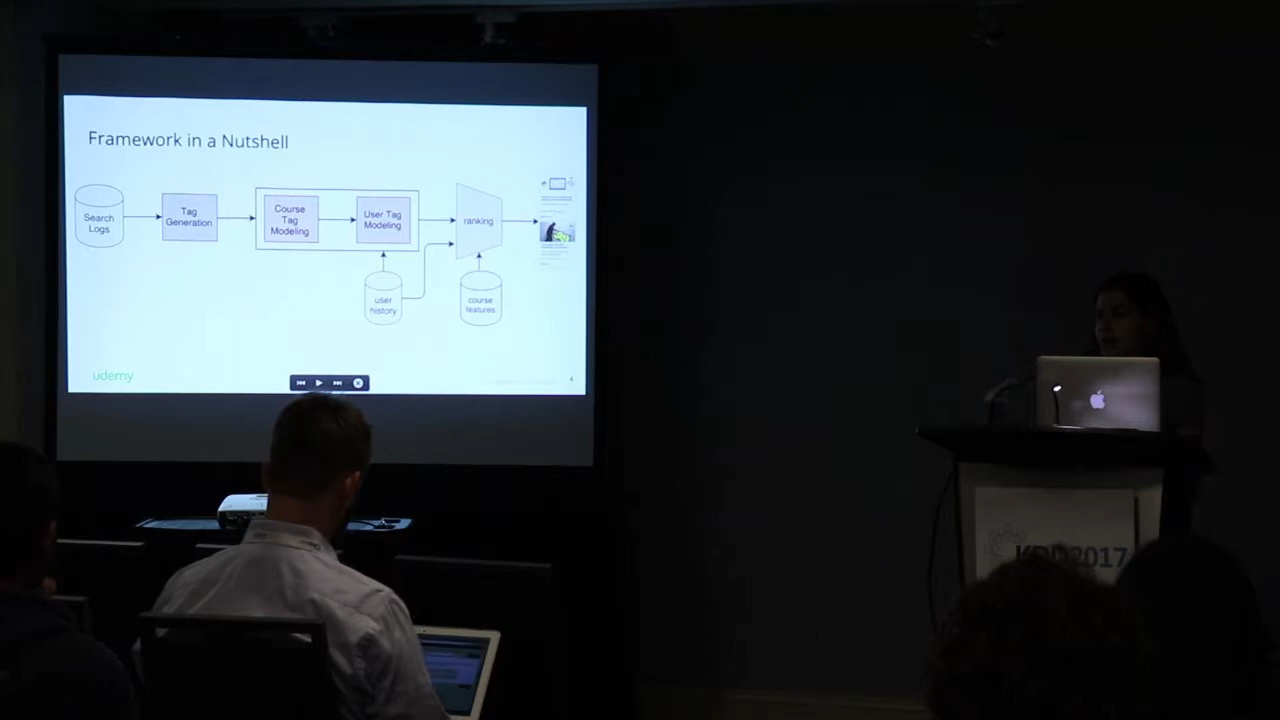 Framework in a Nutshell
Search
Logs
Tag
Generation
Course
Tag
Modeling
User Tag
Modeling
ranking
user
history
course
features
udemy
4
KDD2017